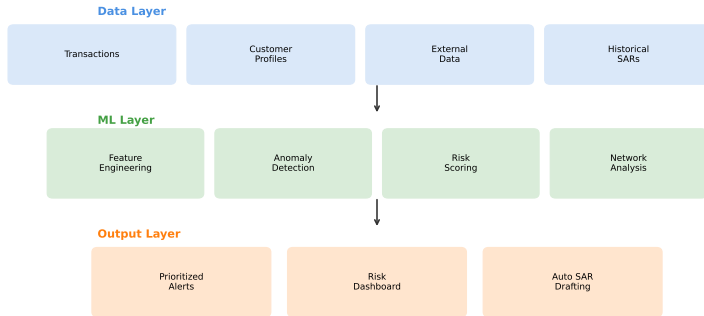 Data Layer
Transactions
Customer
Profiles
External
Data
Historical
SARs
ML Layer
Feature
Engineering
Anomaly
Detection
Risk
Scoring
Network
Analysis
Output Layer
Prioritized
Alerts
Risk
Dashboard
Auto SAR
Drafting